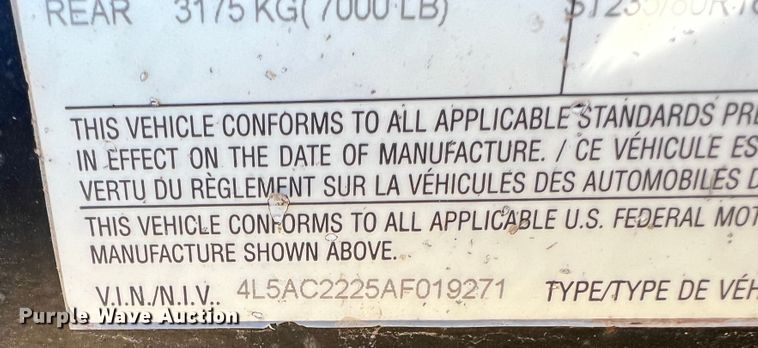 REAR 3175 KG( 7000 LB)
THIS VEHICLE CONFORMS TO ALL APPLICABLE STANDARDS
IN EFFECT ON THE DATE OF MANUFACTURE. / CE VÉHICULE
VERTU DU RÈGLEMENT SUR LA VÉHICULES DES AUTOMOBILES
THIS VEHICLE CONFORMS TO ALL APPLICABLE U.S. FEDERAL
MANUFACTURE SHOWN ABOVE.
V.I.N./N.I.V.. 4L5AC2225AF019271 TYPE/TYPE DE
Purple Wave Auction